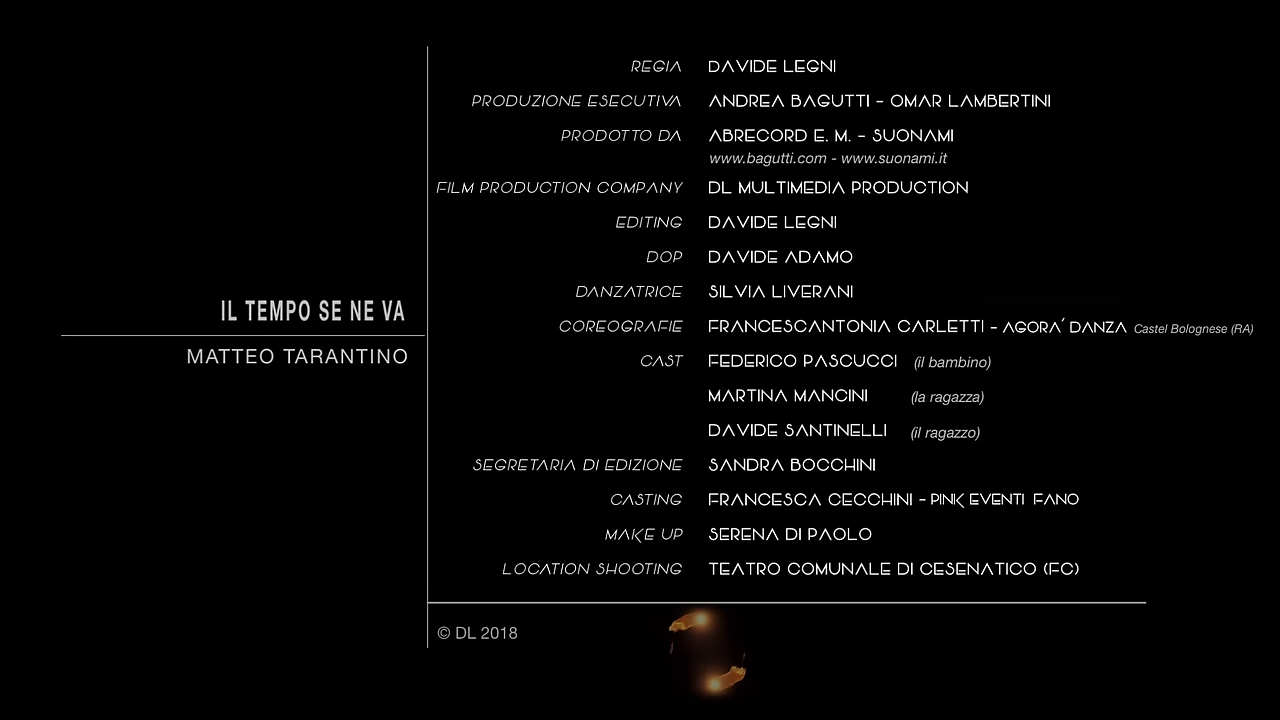 IL TEMPO SE NE VA
MATTEO TARANTINO
REGIA DAVIDE LEGNI
PRODUZIONE ESECUTIVA ANDREA BAGUTTI - OMAR LAMBERTINI
PRODOTTO DA ABRECORD E. M. - SUONAMI
www.bagutti.com - www.suonami.it
FILM PRODUCTION COMPANY DL MULTIMEDIA PRODUCTION
EDITING DAVIDE LEGNI
DOP DAVIDE ADAMO
DANZATRICE SILVIA LIVERANI
COREOGRAFIE FRANCESCANTONIA CARLETTI - AGORA´ DANZA Castel Bolognese (RA)
CAST FEDERICO PASCUCCI (il bambino)
MARTINA MANCINI (la ragazza)
DAVIDE SANTINELLI (il ragazzo)
SEGRETARIA DI EDIZIONE SANDRA BOCCHINI
CASTING FRANCESCA CECCHINI - PINK EVENTI FANO
MAKE UP SERENA DI PAOLO
LOCATION SHOOTING TEATRO COMUNALE DI CESENATICO (FC)
© DL 2018